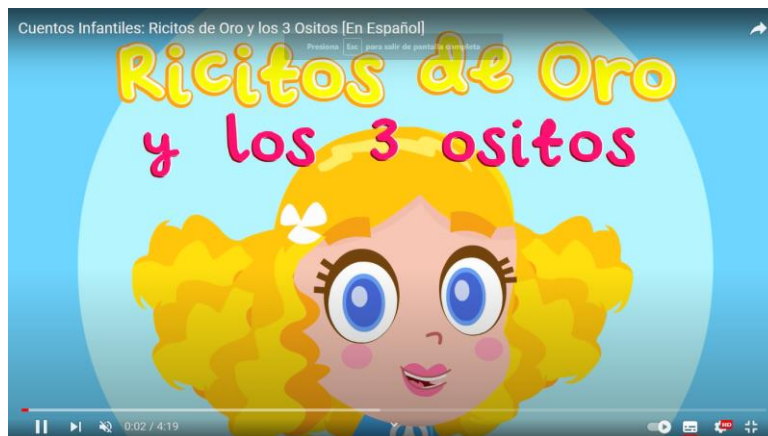 Cuentos Infantiles: Ricitos de Oro y los 3 Ositos [En Español]
Presiona Esc para salir de pantalla completa
Ricitos de Oro
y los 3 ositos
0:02 / 4:19
HD